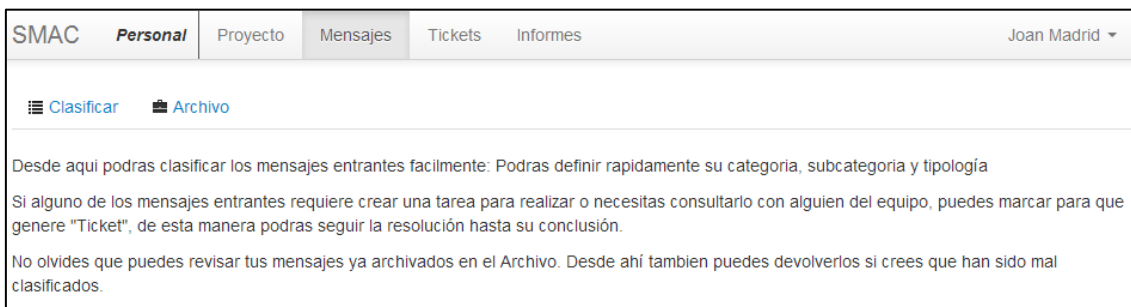 SMAC Personal Proyecto Mensajes Tickets Informes Joan Madrid
Clasificar Archivo
Desde aqui podras clasificar los mensajes entrantes facilmente: Podras definir rapidamente su categoria, subcategoria y tipología
Si alguno de los mensajes entrantes requiere crear una tarea para realizar o necesitas consultarlo con alguien del equipo, puedes marcar para que
genere "Ticket", de esta manera podras seguir la resolución hasta su conclusión.
No olvides que puedes revisar tus mensajes ya archivados en el Archivo. Desde ahí tambien puedes devolverlos si crees que han sido mal
clasificados.